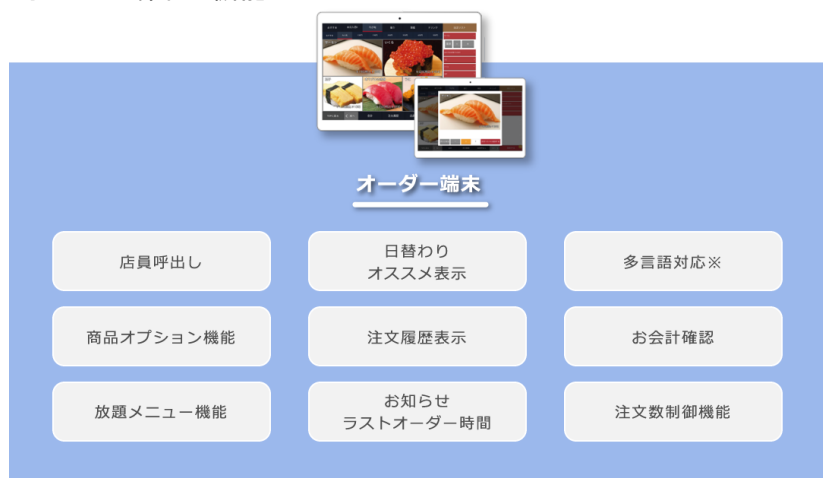 オーダー端末
店員呼出し
日替わり
オススメ表示
多言語対応※
商品オプション機能
注文履歴表示
お会計確認
放題メニュー機能
お知らせ
ラストオーダー時間
注文数制御機能